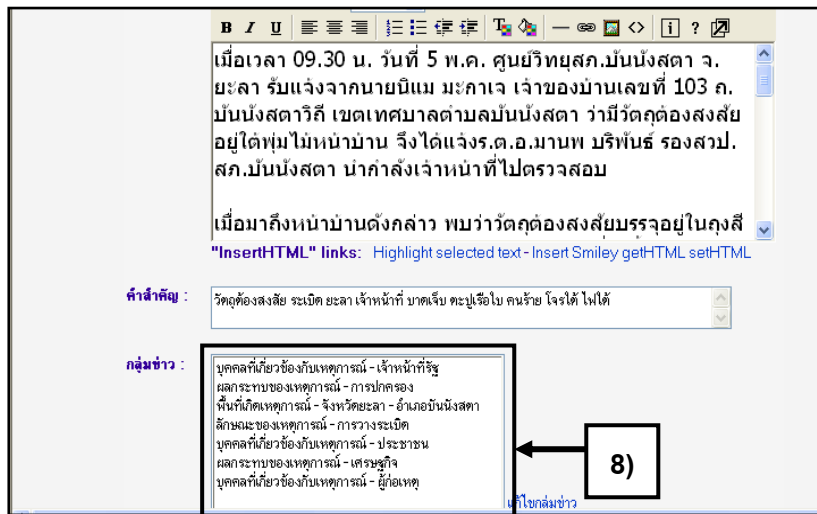 B I U T i ?
เมื่อเวลา 09.30 น. วันที่ 5 พ.ค. ศูนย์วิทยุสภ.บันนังสตา จ.
ยะลา รับแจ้งจากนายนิแม มะกาเจ เจ้าของบ้านเลขที่ 103 ถ.
บันนังสตาวิถี เขตเทศบาลตำบลบันนังสตา ว่ามีวัตถุต้องสงสัย
อยู่ใต้พุ่มไม้หน้าบ้าน จึงได้แจ้งร.ต.อ.มานพ บริพันธ์ รองสวป.
สภ.บันนังสตา นำกำลังเจ้าหน้าที่ไปตรวจสอบ
เมื่อมาถึงหน้าบ้านดังกล่าว พบว่าวัตถุต้องสงสัยบรรจุอยู่ในถุงสี
"InsertHTML" links: Highlight selected text - Insert Smiley getHTML setHTML
คำสำคัญ : วัตถุต้องสงสัย ระเบิด ยะลา เจ้าหน้าที่ บาดเจ็บ ตะปูเรือใบ คนร้าย โจรใต้ ไฟใต้
กลุ่มข่าว : บุคคลที่เกี่ยวข้องกับเหตุการณ์ - เจ้าหน้าที่รัฐ
ผลกระทบของเหตุการณ์ - การปกครอง
พื้นที่เกิดเหตุการณ์ - จังหวัดยะลา - อำเภอบันนังสตา
ลักษณะของเหตุการณ์ - การวางระเบิด
บุคคลที่เกี่ยวข้องกับเหตุการณ์ - ประชาชน
ผลกระทบของเหตุการณ์ - เศรษฐกิจ
บุคคลที่เกี่ยวข้องกับเหตุการณ์ - ผู้ก่อเหตุ
8)
แก้ไขกลุ่มข่าว